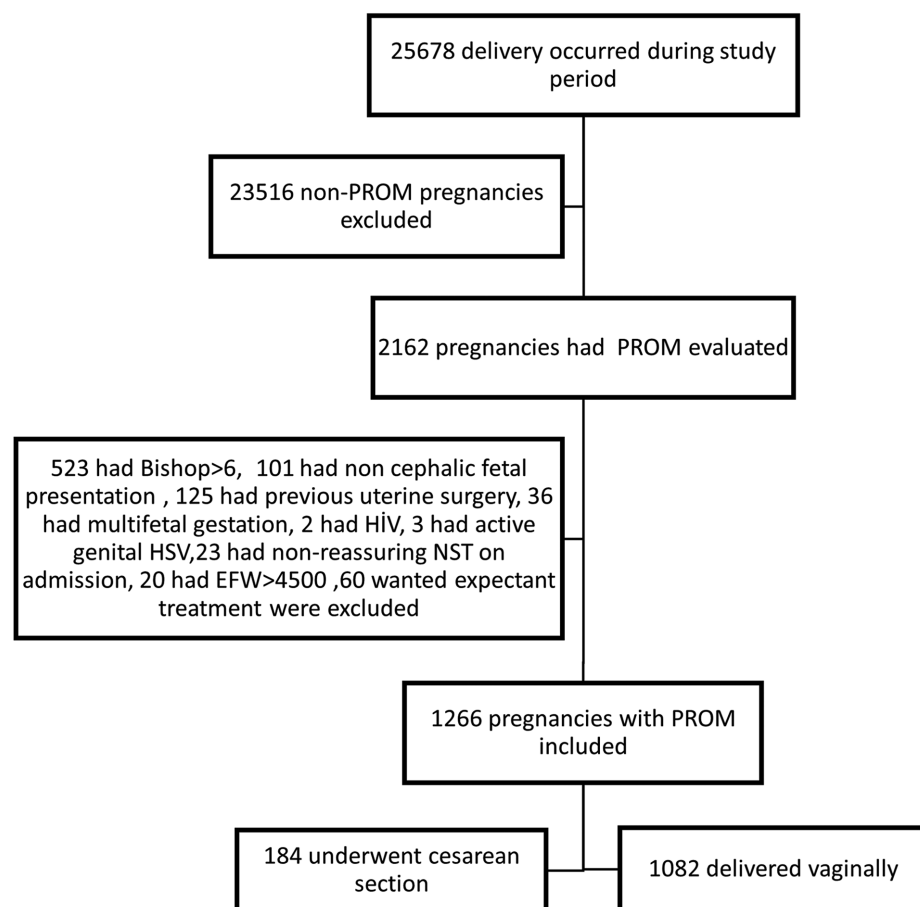 25678 delivery occurred during study
period
23516 non-PROM pregnancies
excluded
2162 pregnancies had PROM evaluated
523 had Bishop>6, 101 had non cephalic fetal
presentation , 125 had previous uterine surgery, 36
had multifetal gestation, 2 had HİV, 3 had active
genital HSV,23 had non-reassuring NST on
admission, 20 had EFW>4500 ,60 wanted expectant
treatment were excluded
1266 pregnancies with PROM
included
184 underwent cesarean
section
1082 delivered vaginally